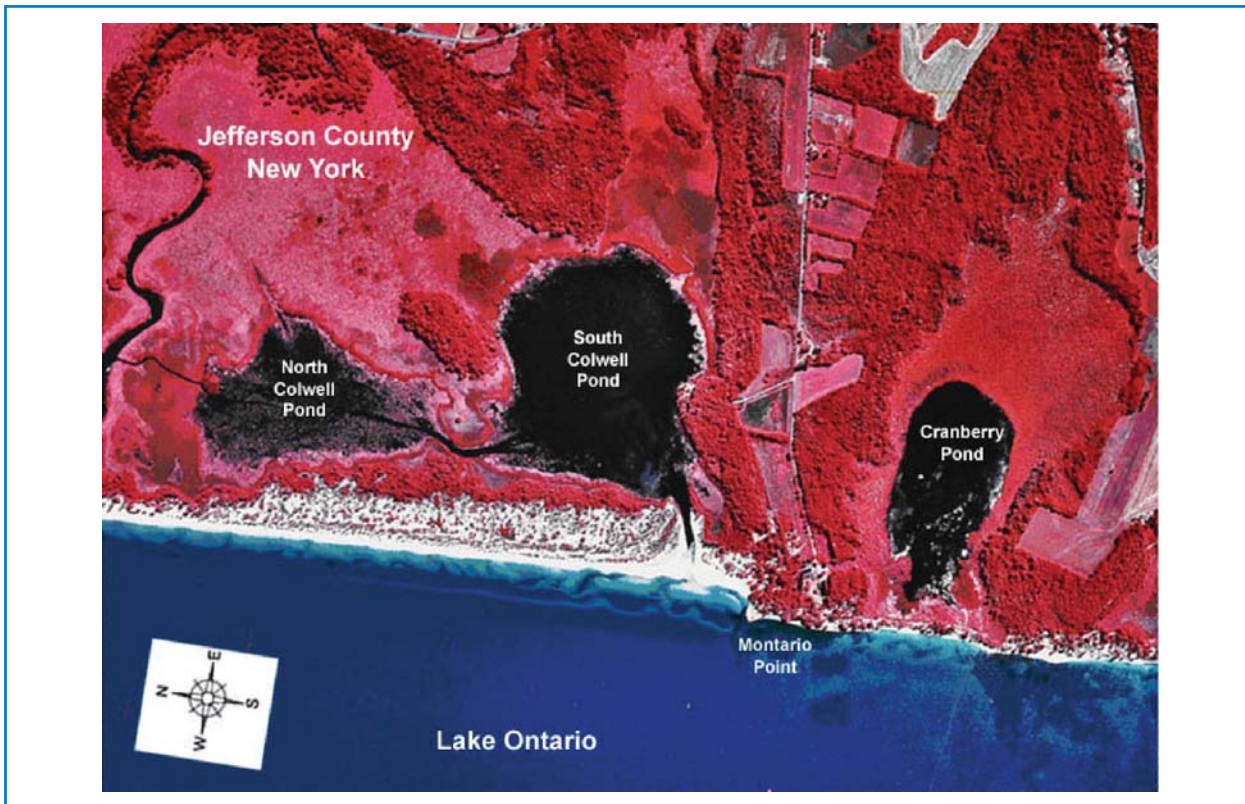 Jefferson County
New York
North
Colwell
Pond
South
Colwell
Pond
Cranberry
Pond
Montario
Point
N
E
S
W
Lake Ontario